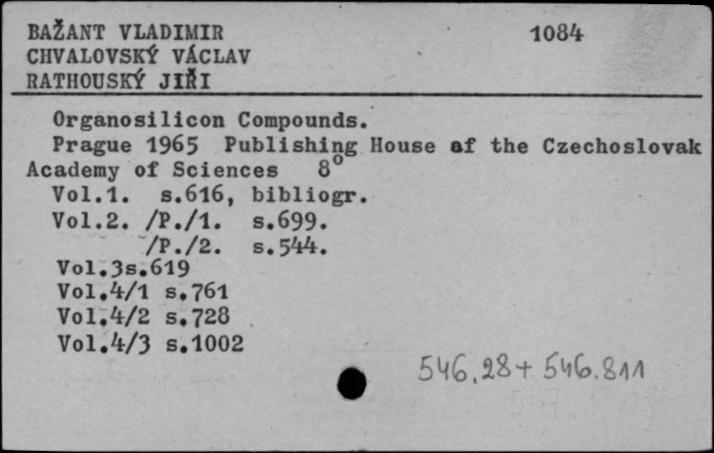 BAŽANT VLADIMIR 1084
CHVALOVSKÝ VÁCLAV
RATHOUSKÝ JIŘI
Organosilicon Compounds.
Prague 1965 Publishing House af the Czechoslovak
Academy of Sciences 8°
Vol.1. s.616, bibliogr.
Vol.2. /P./1. s.699.
/P./2. s.544.
Vol.3s.619
Vol.4/1 s.761
Vol.4/2 s.728
Vol.4/3 s.1002
546.28+546.811